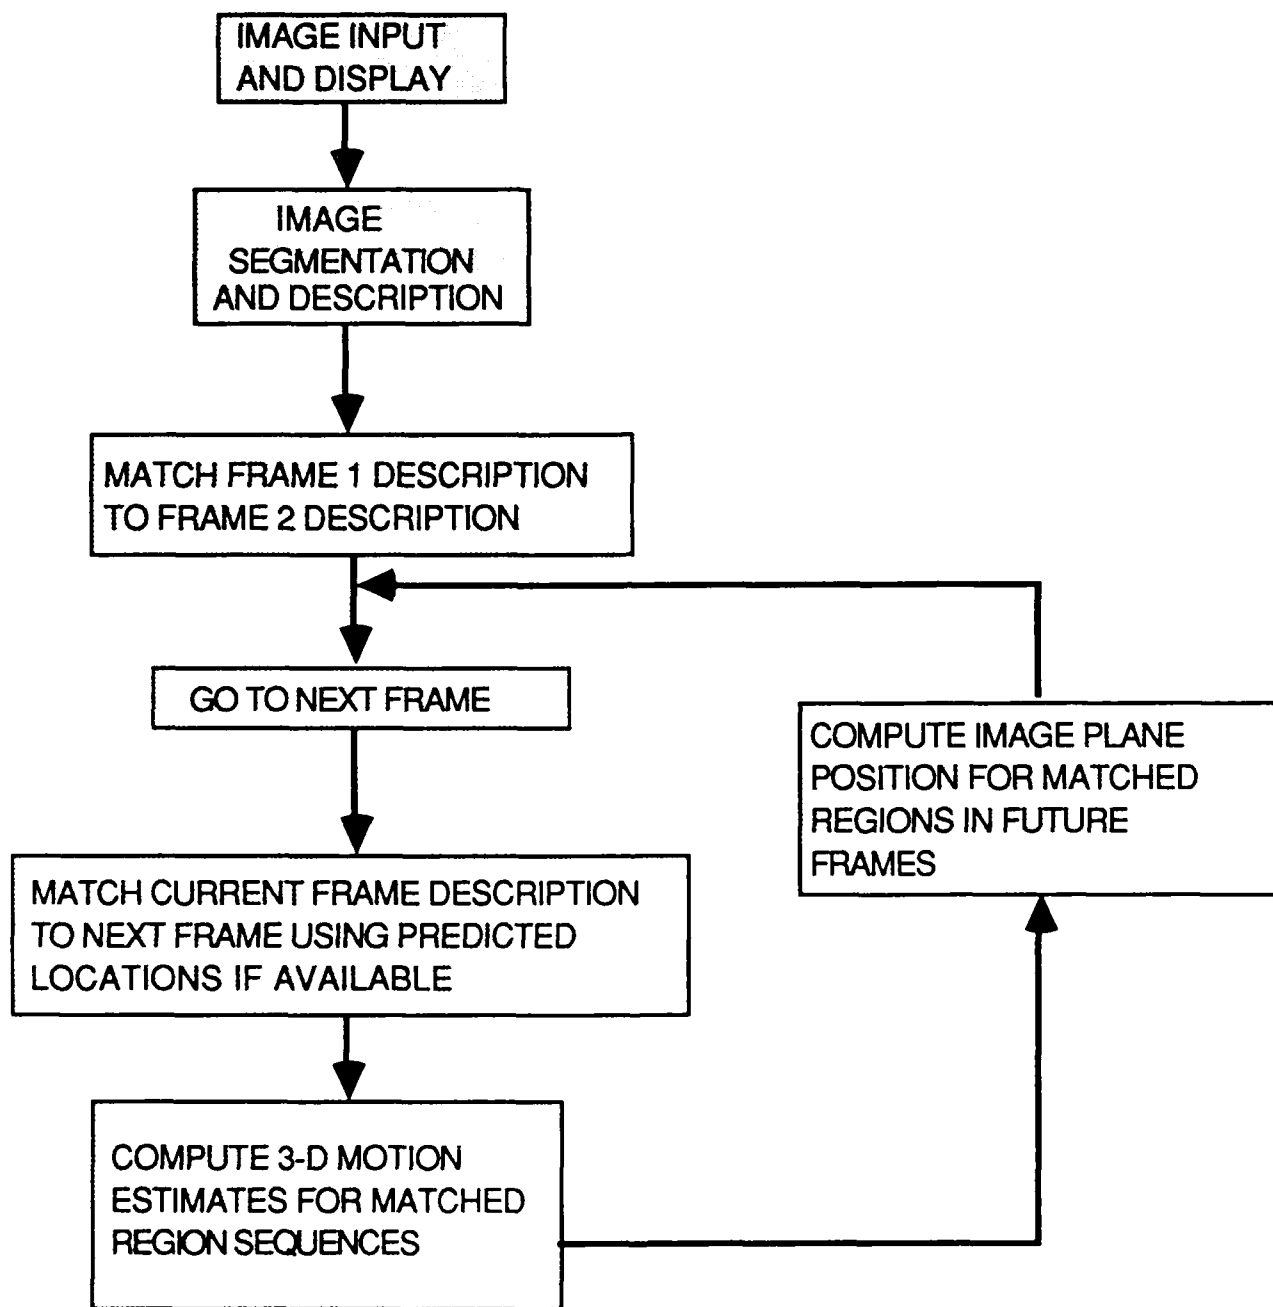 IMAGE INPUT
AND DISPLAY
IMAGE
SEGMENTATION
AND DESCRIPTION
MATCH FRAME 1 DESCRIPTION
TO FRAME 2 DESCRIPTION
GO TO NEXT FRAME
MATCH CURRENT FRAME DESCRIPTION
TO NEXT FRAME USING PREDICTED
LOCATIONS IF AVAILABLE
COMPUTE 3-D MOTION
ESTIMATES FOR MATCHED
REGION SEQUENCES
COMPUTE IMAGE PLANE
POSITION FOR MATCHED
REGIONS IN FUTURE
FRAMES